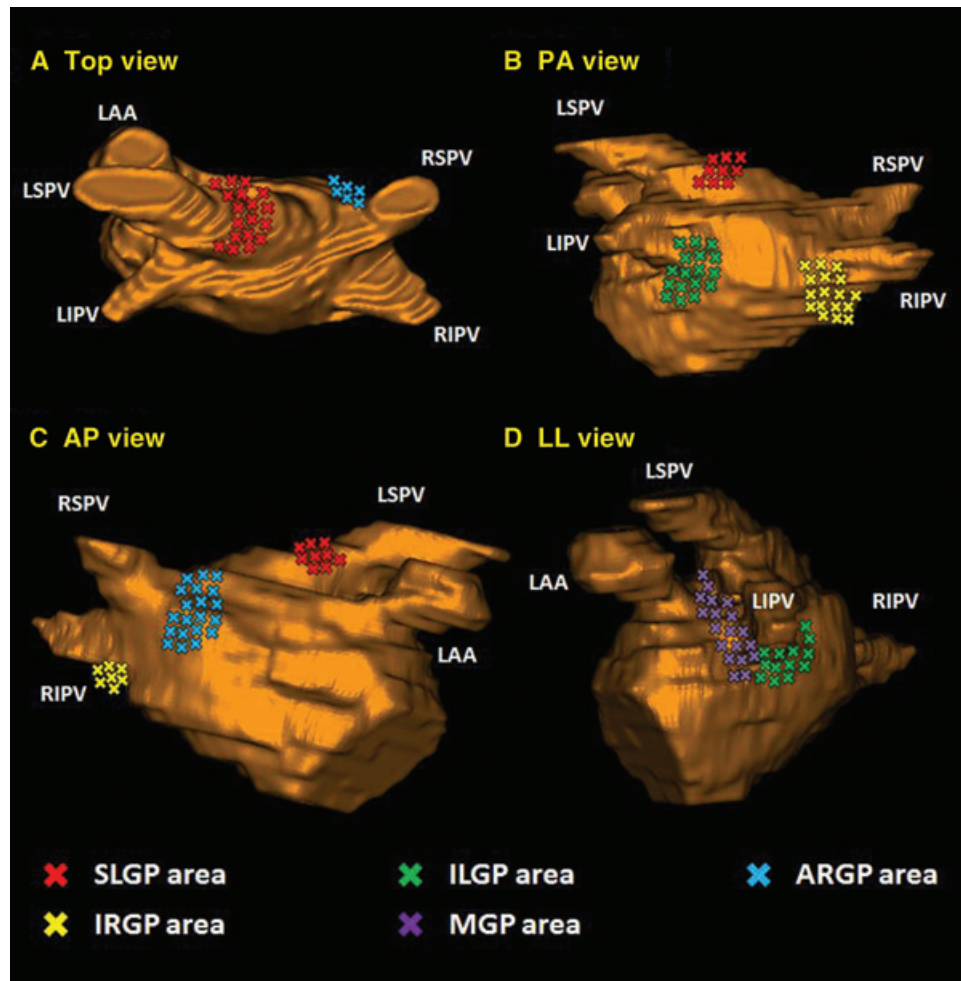 A Top view
LAA
LSPV
RSPV
LIPV
RIPV
B PA view
LSPV
RSPV
LIPV
RIPV
C AP view
RSPV
LSPV
RIPV
LAA
D LL view
LSPV
LAA
LIPV
RIPV
SLGP area
ILGP area
ARGP area
IRGP area
MGP area